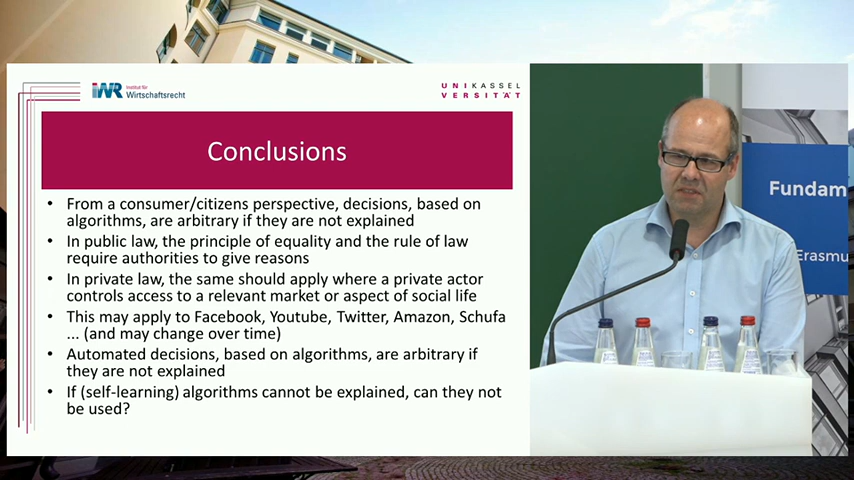 iWR Institut für
Wirtschaftsrecht
UNIKASSEL
VERSITÄT
Conclusions
• From a consumer/citizens perspective, decisions, based on
algorithms, are arbitrary if they are not explained
• In public law, the principle of equality and the rule of law
require authorities to give reasons
• In private law, the same should apply where a private actor
controls access to a relevant market or aspect of social life
• This may apply to Facebook, Youtube, Twitter, Amazon, Schufa
... (and may change over time)
• Automated decisions, based on algorithms, are arbitrary if
they are not explained
• If (self-learning) algorithms cannot be explained, can they not
be used?
Fundam
Erasmu